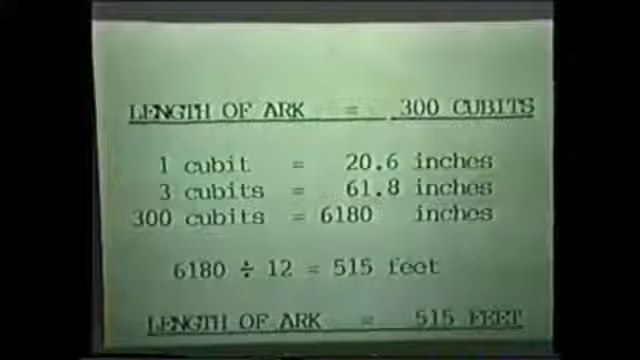 LENGTH OF ARK = 300 CUBITS
1 cubit = 20.6 inches
3 cubits = 61.8 inches
300 cubits = 6180 inches
6180 ÷ 12 = 515 feet
LENGTH OF ARK = 515 FEET